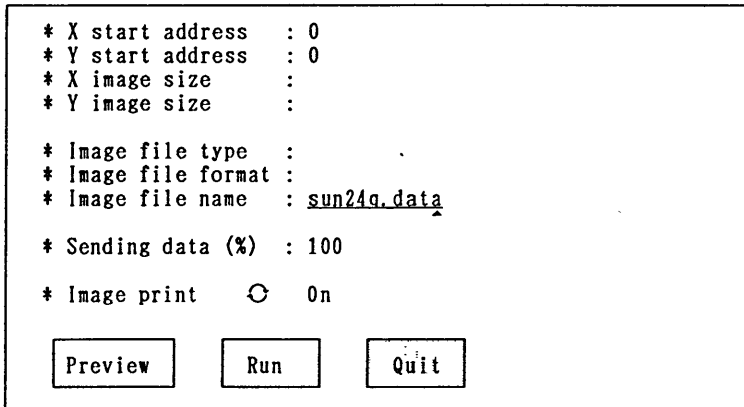 * X start address : 0
* Y start address : 0
* X image size :
* Y image size :
* Image file type :
* Image file format :
* Image file name : sun24q.data
* Sending data (%) : 100
* Image print On
Preview Run Quit